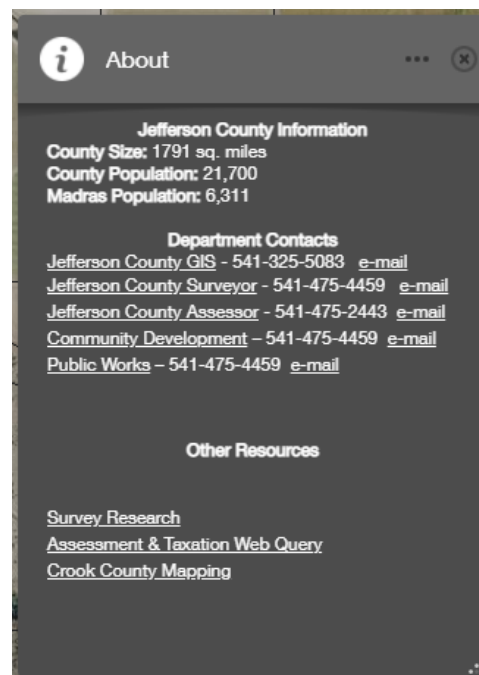 About
Jefferson County Information
County Size: 1791 sq. miles
County Population: 21,700
Madras Population: 6,311
Department Contacts
Jefferson County GIS - 541-325-5083 e-mail
Jefferson County Surveyor - 541-475-4459 e-mail
Jefferson County Assessor - 541-475-2443 e-mail
Community Development – 541-475-4459 e-mail
Public Works – 541-475-4459 e-mail
Other Resources
Survey Research
Assessment & Taxation Web Query
Crook County Mapping